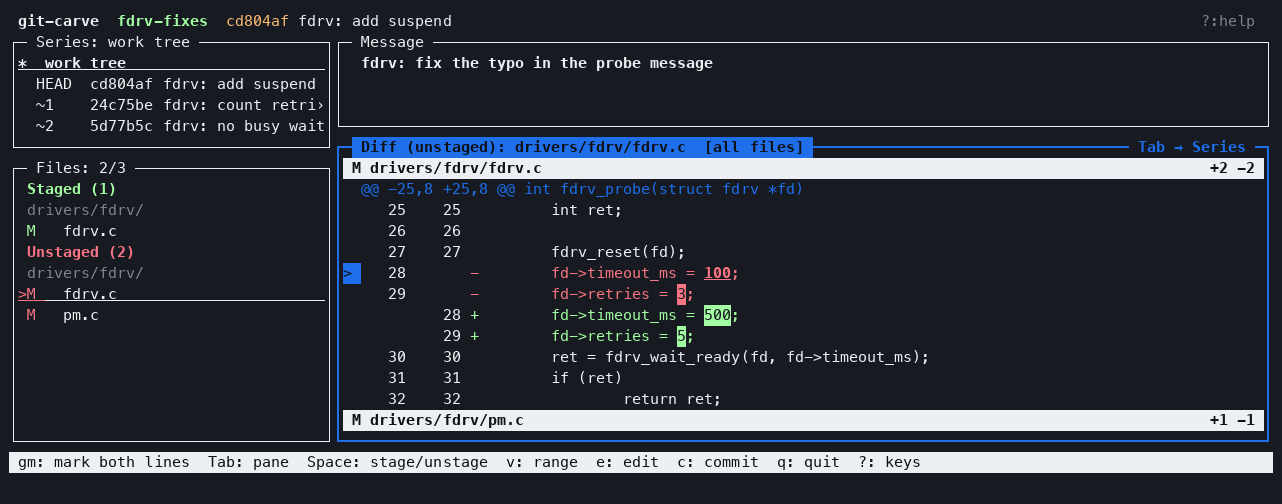 git-carve  fdrv-fixes  cd804af fdrv: add suspend  ?:help
Series: work tree
*  work tree
HEAD  cd804af fdrv: add suspend
~1    24c75be fdrv: count retri›
~2    5d77b5c fdrv: no busy wait
Message
fdrv: fix the typo in the probe message
Files: 2/3
Staged (1)
drivers/fdrv/
M   fdrv.c
Unstaged (2)
drivers/fdrv/
>M   fdrv.c
M   pm.c
Diff (unstaged): drivers/fdrv/fdrv.c  [all files]  Tab → Series
M drivers/fdrv/fdrv.c  +2 −2
@@ −25,8 +25,8 @@ int fdrv_probe(struct fdrv *fd)
25    25          int ret;
26    26
27    27          fdrv_reset(fd);
>   28       −        fd->timeout_ms = 100;
29       −        fd->retries = 3;
28 +        fd->timeout_ms = 500;
29 +        fd->retries = 5;
30    30          ret = fdrv_wait_ready(fd, fd->timeout_ms);
31    31          if (ret)
32    32                  return ret;
M drivers/fdrv/pm.c  +1 −1
gm: mark both lines  Tab: pane  Space: stage/unstage  v: range  e: edit  c: commit  q: quit  ?: keys